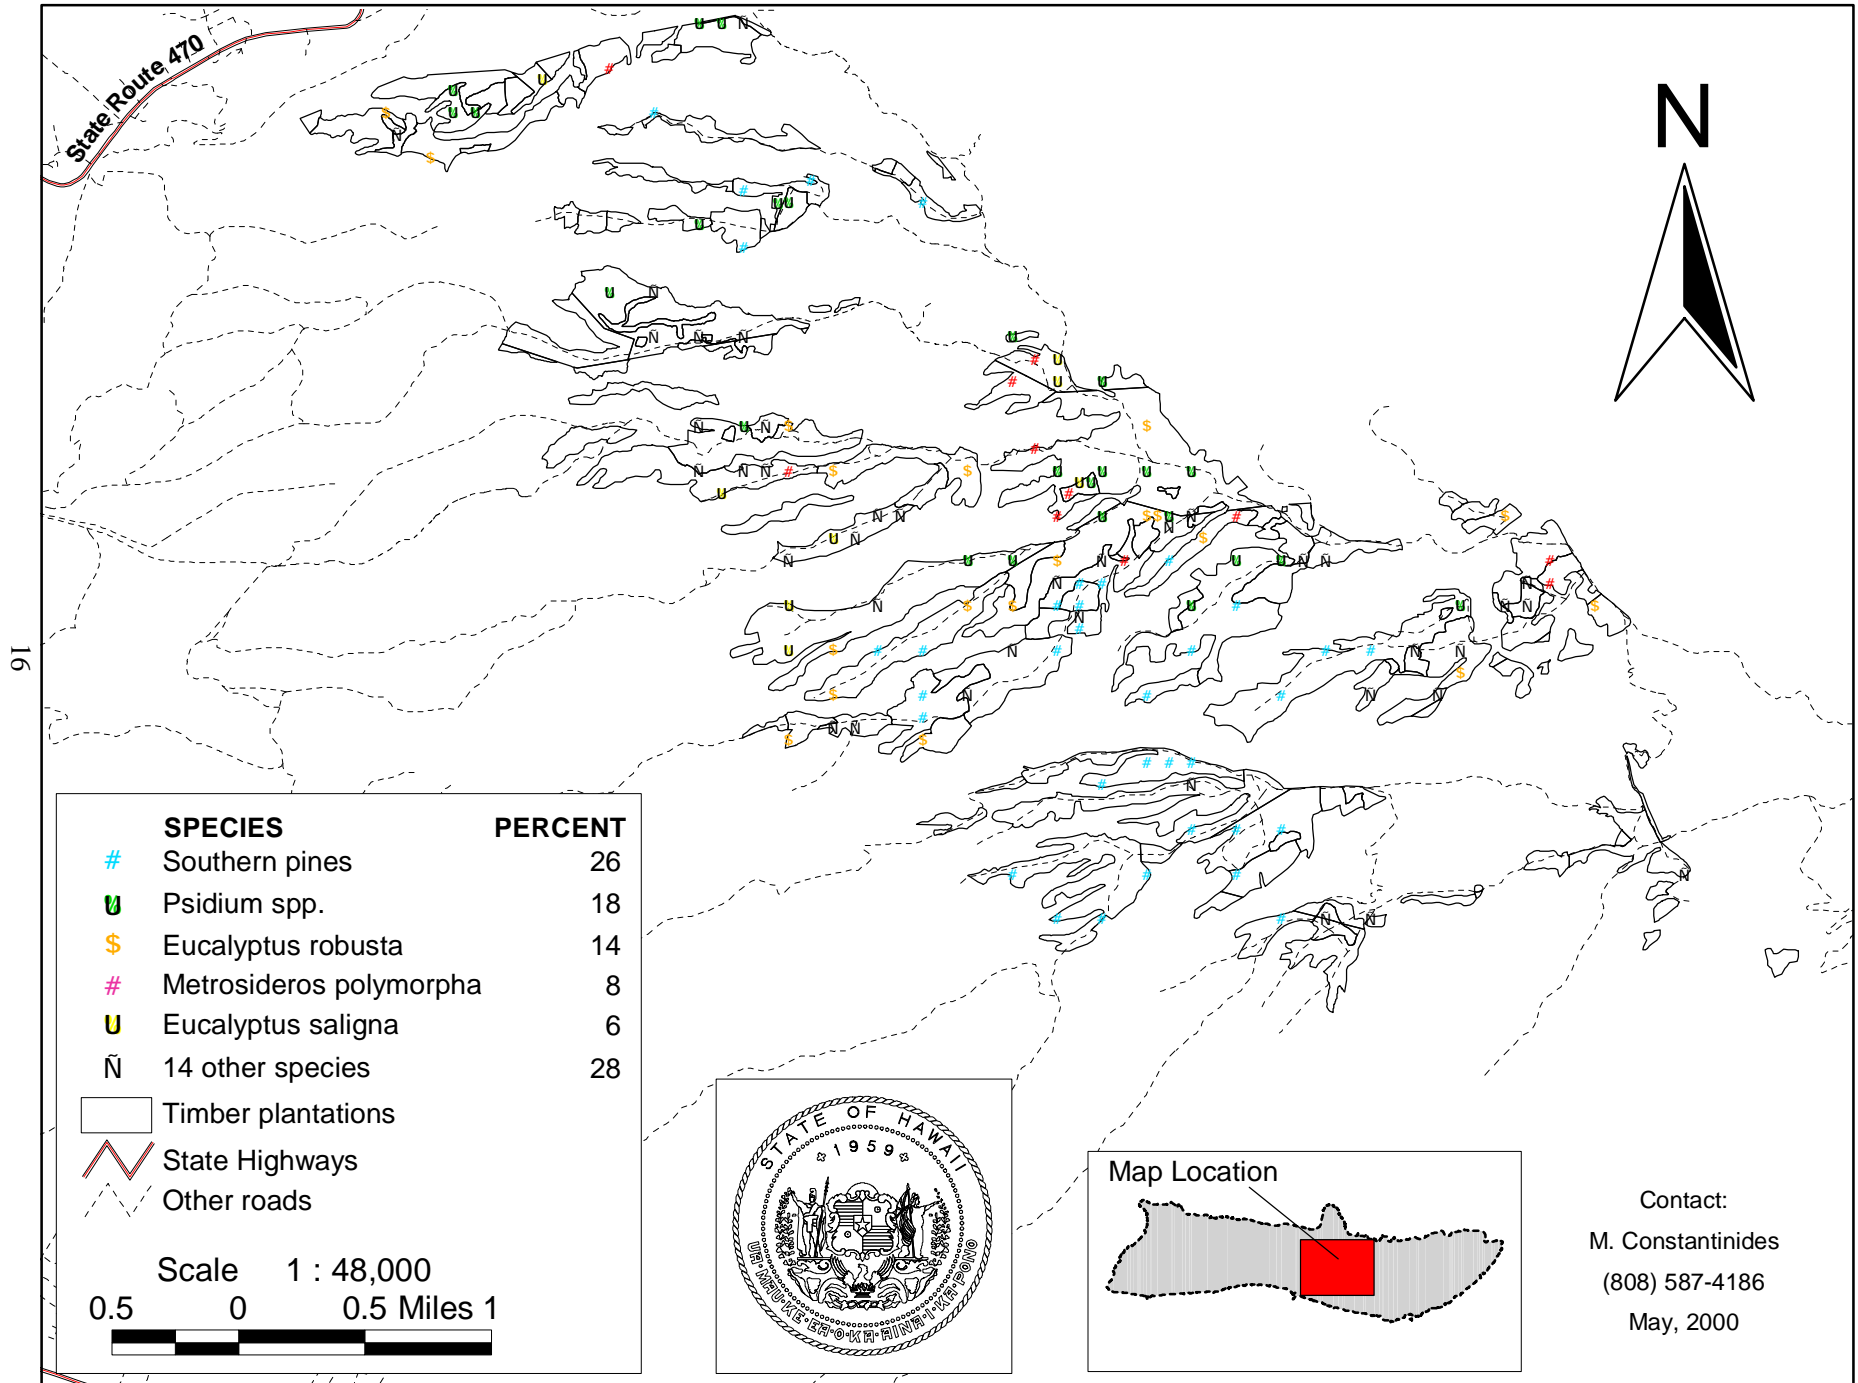 State Route 470
N
16
SPECIES PERCENT
# Southern pines 26
U Psidium spp. 18
$ Eucalyptus robusta 14
# Metrosideros polymorpha 8
U Eucalyptus saligna 6
Ñ 14 other species 28
Timber plantations
State Highways
Other roads
Scale 1 : 48,000
0.5 0 0.5 Miles 1
STATE OF HAWAII
1959
UA·MAU·KE·EA·O·KA·AINA·I·KA·PONO
Map Location
Contact:
M. Constantinides
(808) 587-4186
May, 2000